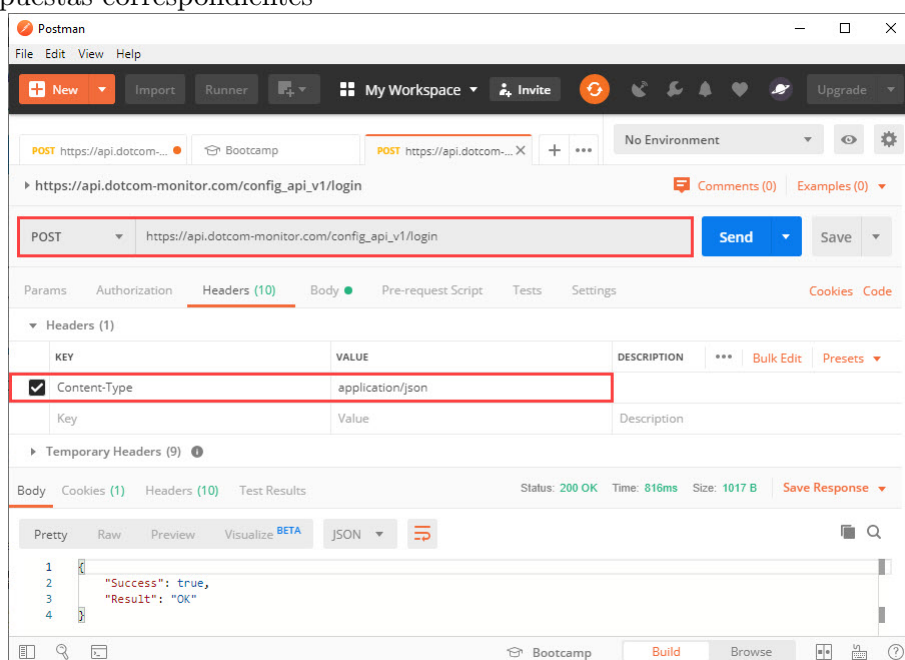 puestas correspondientes
Postman
File Edit View Help
New Import Runner My Workspace Invite Upgrade
POST https://api.dotcom-... Bootcamp POST https://api.dotcom-... No Environment
https://api.dotcom-monitor.com/config_api_v1/login Comments (0) Examples (0)
POST https://api.dotcom-monitor.com/config_api_v1/login Send Save
Params Authorization Headers (10) Body Pre-request Script Tests Settings Cookies Code
Headers (1)
KEY VALUE DESCRIPTION Bulk Edit Presets
Content-Type application/json
Key Value Description
Temporary Headers (9)
Body Cookies (1) Headers (10) Test Results Status: 200 OK Time: 816ms Size: 1017 B Save Response
Pretty Raw Preview Visualize BETA JSON
1 {
2 "Success": true,
3 "Result": "OK"
4 }
Bootcamp Build Browse